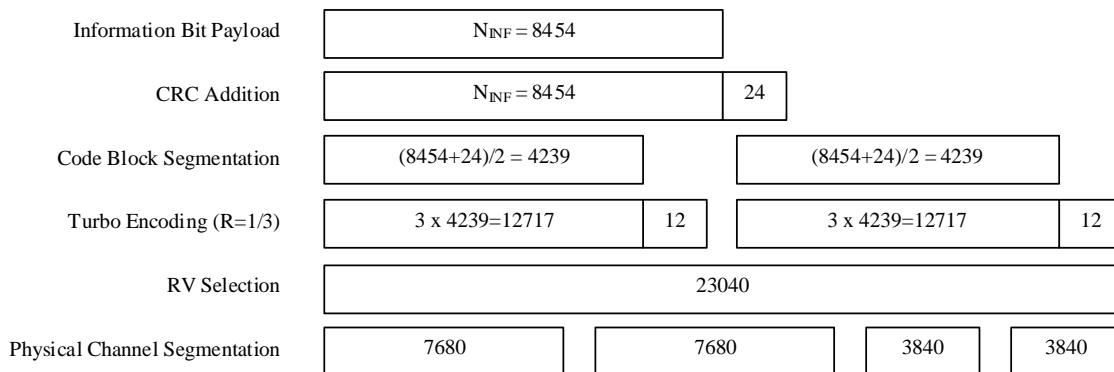 Information Bit Payload NINF = 8454
CRC Addition NINF = 8454 24
Code Block Segmentation (8454+24)/2 = 4239 (8454+24)/2 = 4239
Turbo Encoding (R=1/3) 3 x 4239=12717 12 3 x 4239=12717 12
RV Selection 23040
Physical Channel Segmentation 7680 7680 3840 3840